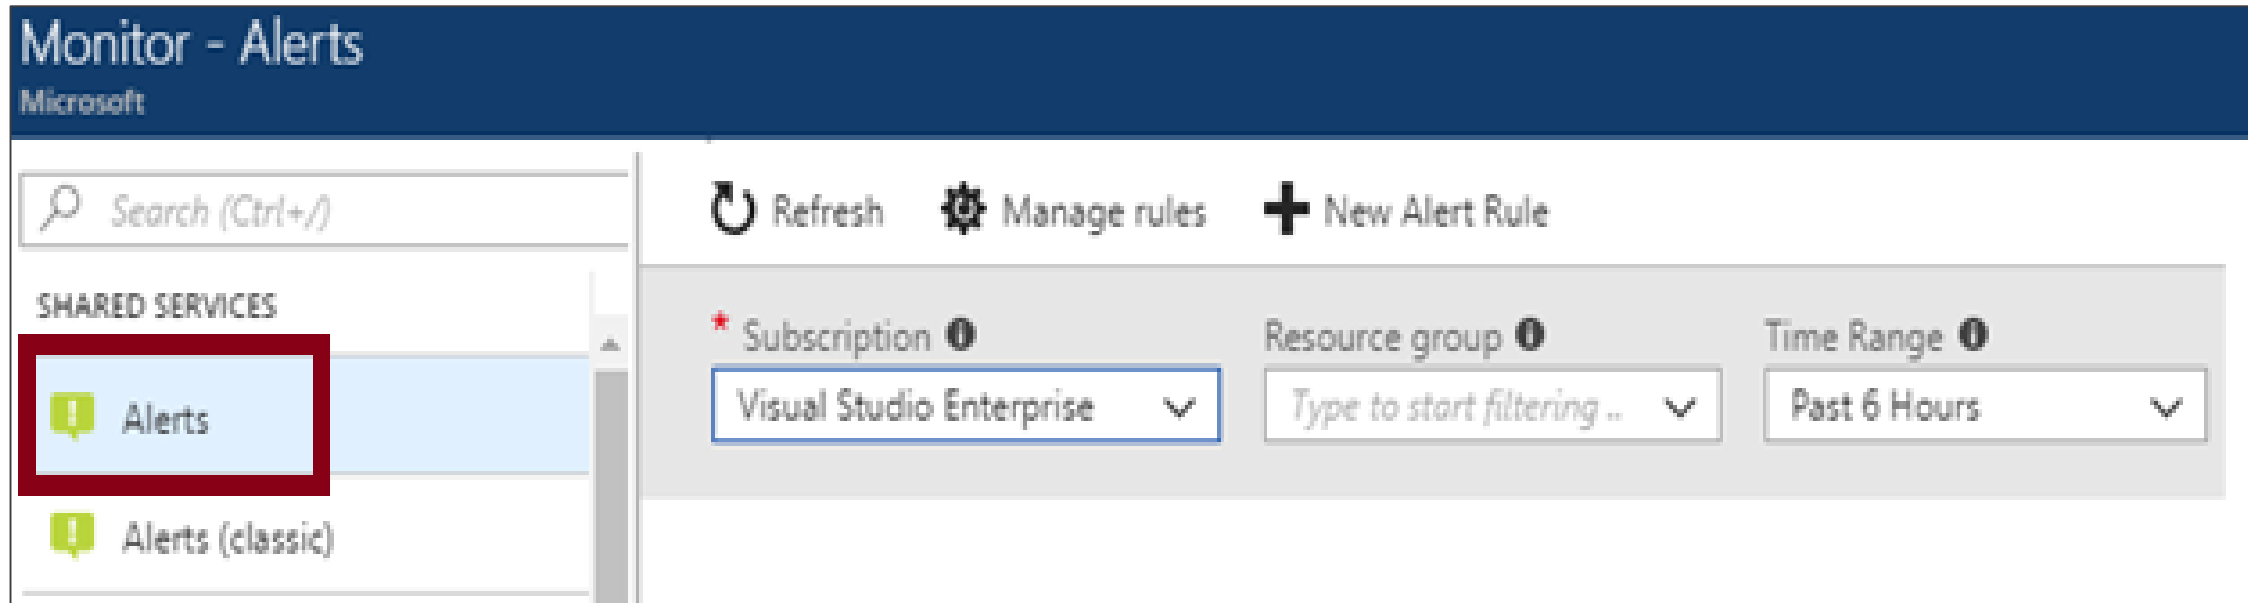 Monitor - Alerts
Microsoft
Search (Ctrl+/)
SHARED SERVICES
Alerts
Alerts (classic)
Refresh Manage rules New Alert Rule
* Subscription Resource group Time Range
Visual Studio Enterprise Type to start filtering .. Past 6 Hours